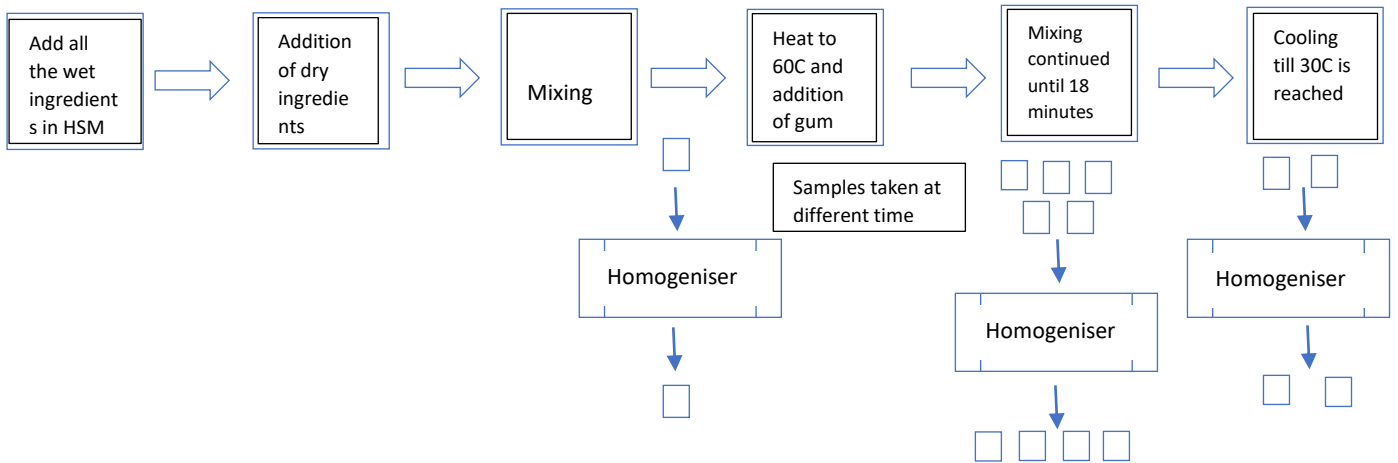 Add all
the wet
ingredient
s in HSM
Addition
of dry
ingredie
nts
Mixing
Heat to
60C and
addition
of gum
Mixing
continued
until 18
minutes
Cooling
till 30C is
reached
Samples taken at
different time
Homogeniser
Homogeniser
Homogeniser